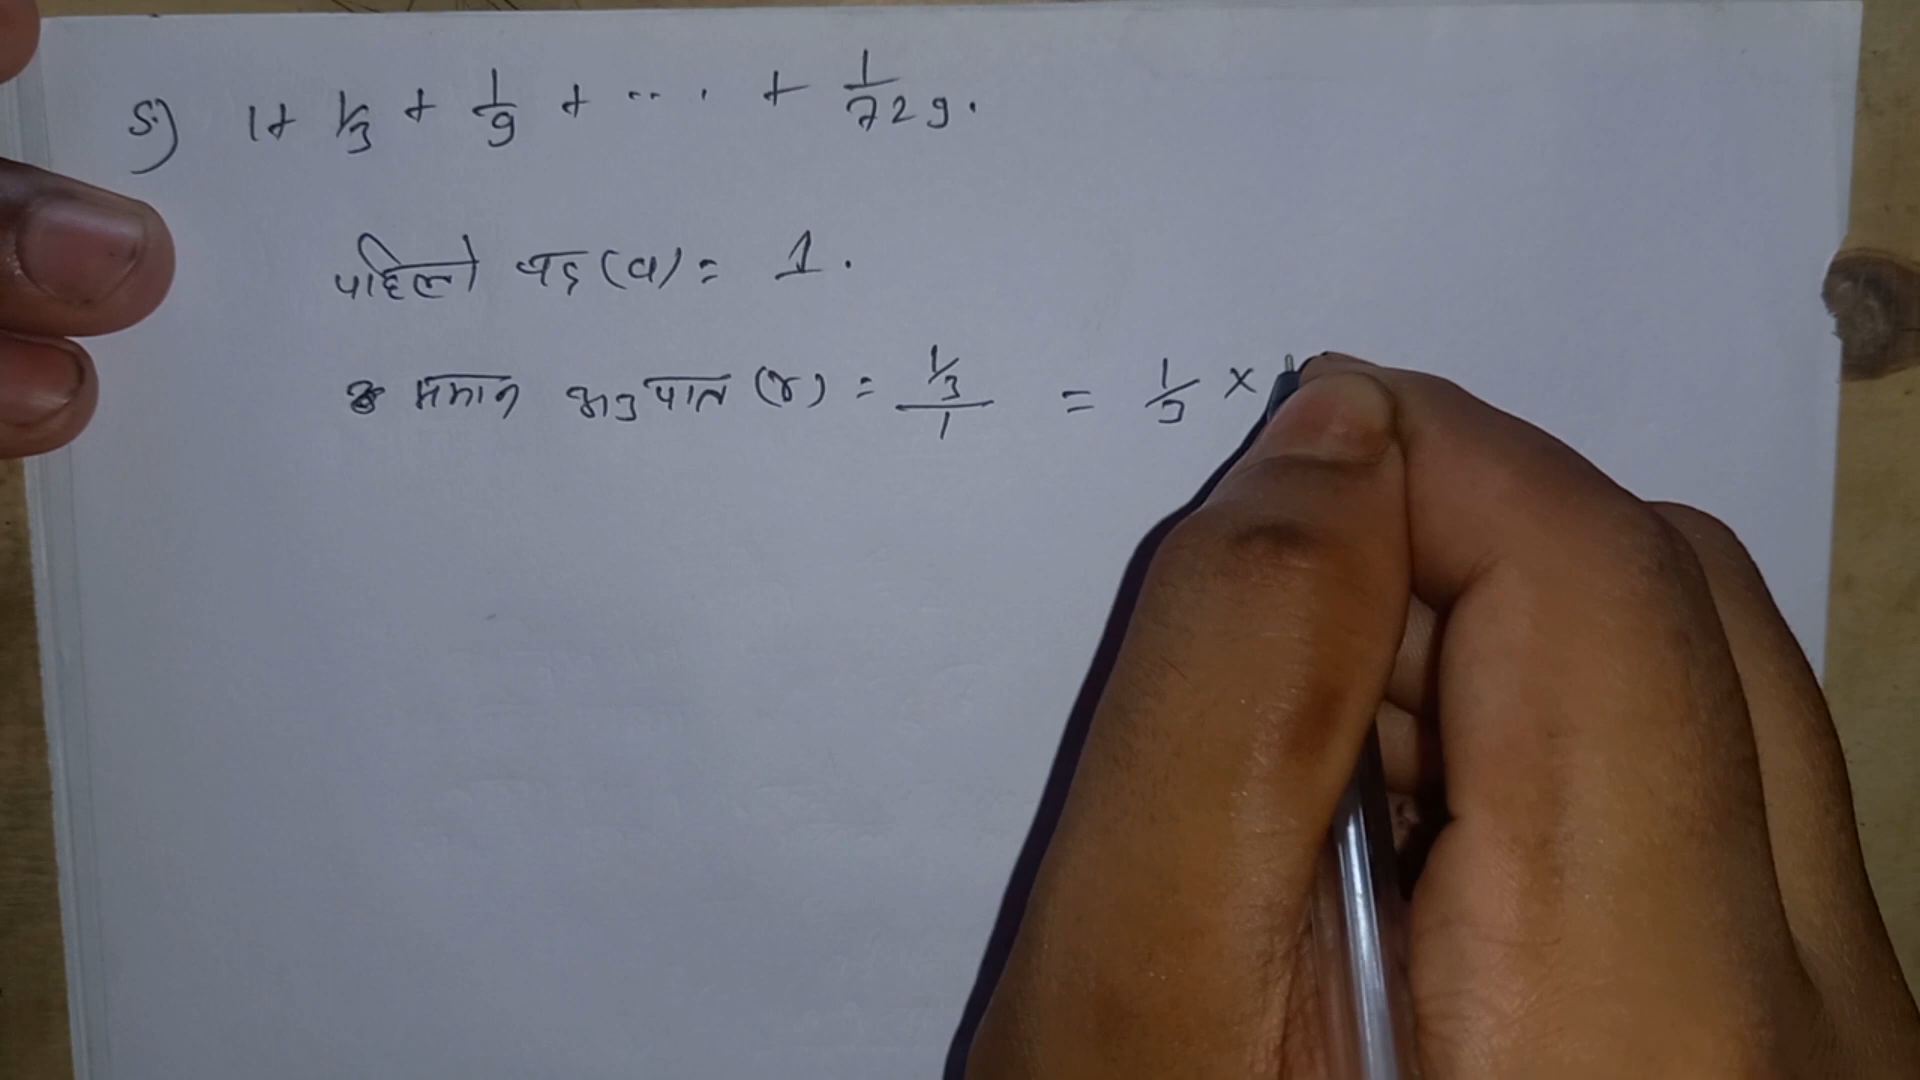 5) 1 + 1/3 + 1/9 + ... + 1/729.
पहिलो पद (a) = 1.
समान अनुपात (r) = (1/3)/1 = 1/3 ×